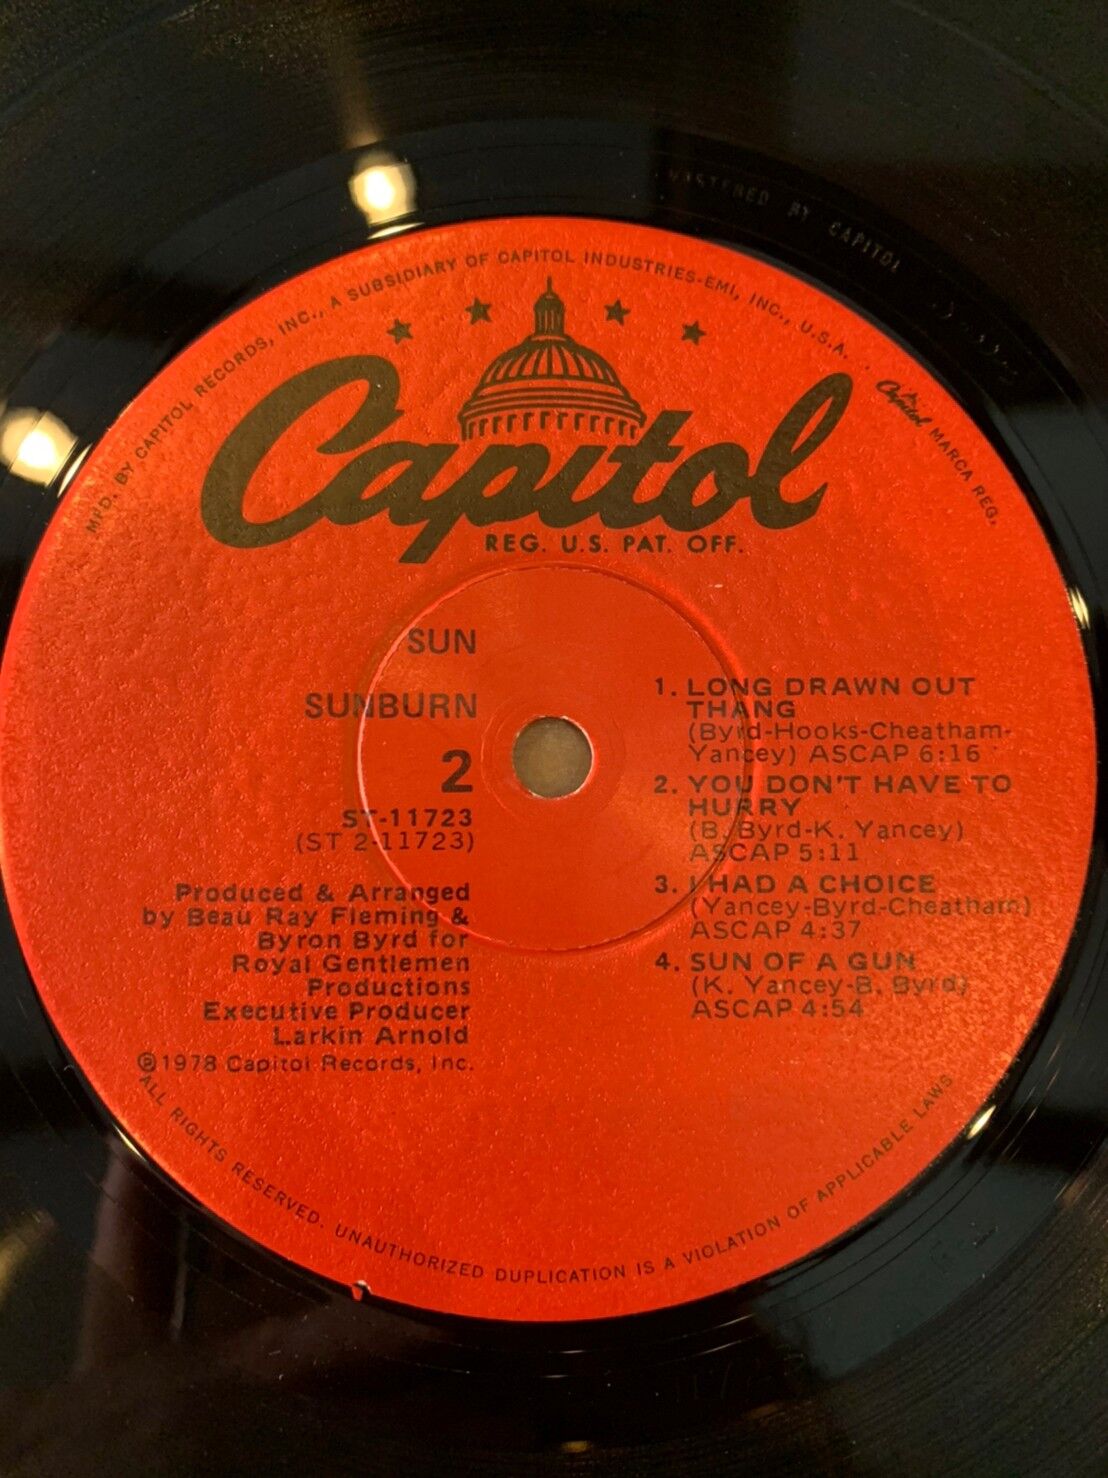 MASTERED BY CAPITOL
MFD. BY CAPITOL RECORDS, INC., A SUBSIDIARY OF CAPITOL INDUSTRIES-EMI, INC., U.S.A.
Capitol MARCA REG.
Capitol
REG. U.S. PAT. OFF.
SUN
SUNBURN
2
ST-11723
(ST 2-11723)
Produced & Arranged
by Beau Ray Fleming &
Byron Byrd for
Royal Gentlemen
Productions
Executive Producer
Larkin Arnold
℗1978 Capitol Records, Inc.
1. LONG DRAWN OUT
THANG
(Byrd-Hooks-Cheatham-
Yancey) ASCAP 6:16
2. YOU DON'T HAVE TO
HURRY
(B. Byrd-K. Yancey)
ASCAP 5:11
3. I HAD A CHOICE
(Yancey-Byrd-Cheatham)
ASCAP 4:37
4. SUN OF A GUN
(K. Yancey-B. Byrd)
ASCAP 4:54
ALL RIGHTS RESERVED. UNAUTHORIZED DUPLICATION IS A VIOLATION OF APPLICABLE LAWS